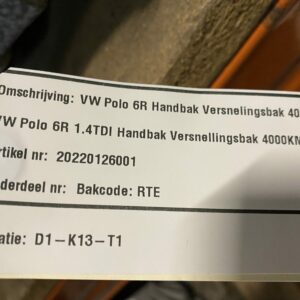 Omschrijving: VW Polo 6R Handbak Versnelingsbak 40
VW Polo 6R 1.4TDI Handbak Versnellingsbak 4000KM
rtikel nr: 20220126001
nderdeel nr: Bakcode: RTE
atie: D1-K13-T1